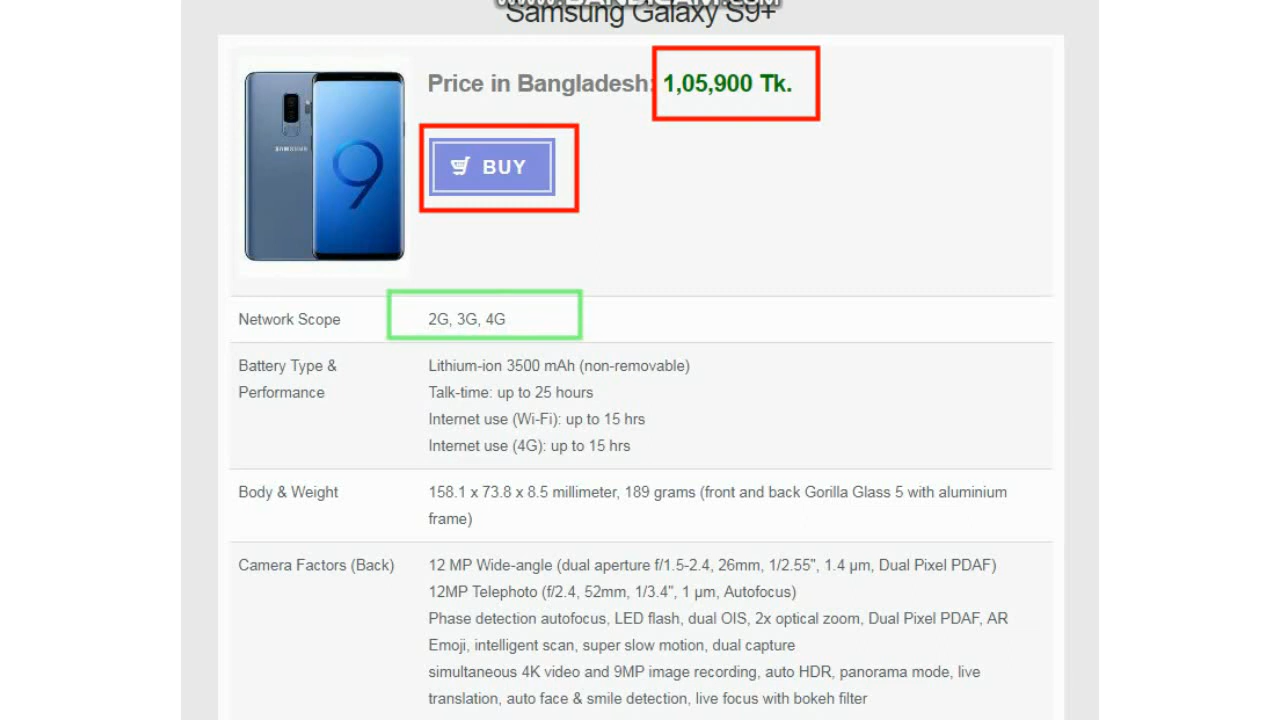 www.BANDICAM.com
Samsung Galaxy S9+
Price in Bangladesh: 1,05,900 Tk.
SAMSUNG
9
BUY
Network Scope 2G, 3G, 4G
Battery Type & Lithium-ion 3500 mAh (non-removable)
Performance Talk-time: up to 25 hours
Internet use (Wi-Fi): up to 15 hrs
Internet use (4G): up to 15 hrs
Body & Weight 158.1 x 73.8 x 8.5 millimeter, 189 grams (front and back Gorilla Glass 5 with aluminium
frame)
Camera Factors (Back) 12 MP Wide-angle (dual aperture f/1.5-2.4, 26mm, 1/2.55", 1.4 µm, Dual Pixel PDAF)
12MP Telephoto (f/2.4, 52mm, 1/3.4", 1 µm, Autofocus)
Phase detection autofocus, LED flash, dual OIS, 2x optical zoom, Dual Pixel PDAF, AR
Emoji, intelligent scan, super slow motion, dual capture
simultaneous 4K video and 9MP image recording, auto HDR, panorama mode, live
translation, auto face & smile detection, live focus with bokeh filter